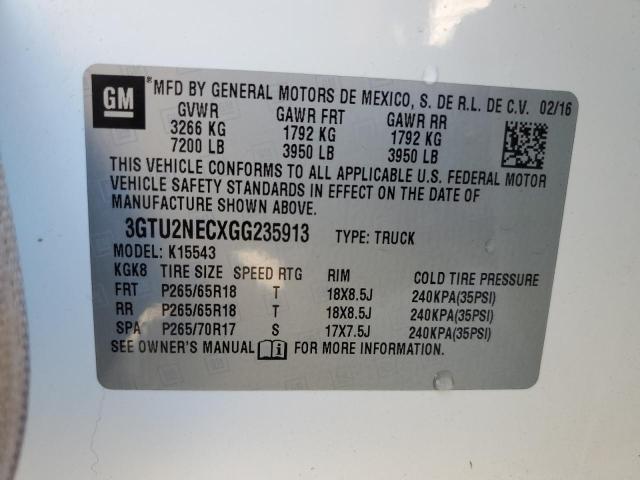 GM ® MFD BY GENERAL MOTORS DE MEXICO, S. DE R.L. DE C.V. 02/16
GVWR GAWR FRT GAWR RR
3266 KG 1792 KG 1792 KG
7200 LB 3950 LB 3950 LB
THIS VEHICLE CONFORMS TO ALL APPLICABLE U.S. FEDERAL MOTOR
VEHICLE SAFETY STANDARDS IN EFFECT ON THE DATE OF
MANUFACTURE SHOWN ABOVE.
3GTU2NECXGG235913 TYPE: TRUCK
MODEL: K15543
KGK8 TIRE SIZE SPEED RTG RIM COLD TIRE PRESSURE
FRT P265/65R18 T 18X8.5J 240KPA(35PSI)
RR P265/65R18 T 18X8.5J 240KPA(35PSI)
SPA P265/70R17 S 17X7.5J 240KPA(35PSI)
SEE OWNER'S MANUAL FOR MORE INFORMATION.